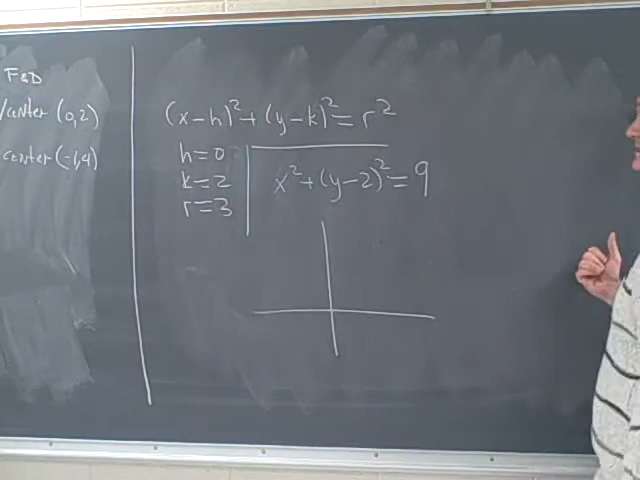 F&D
w/center (0,2)
center (-1,4)
(x-h)²+(y-k)²=r²
h=0
k=2
r=3
x²+(y-2)²=9